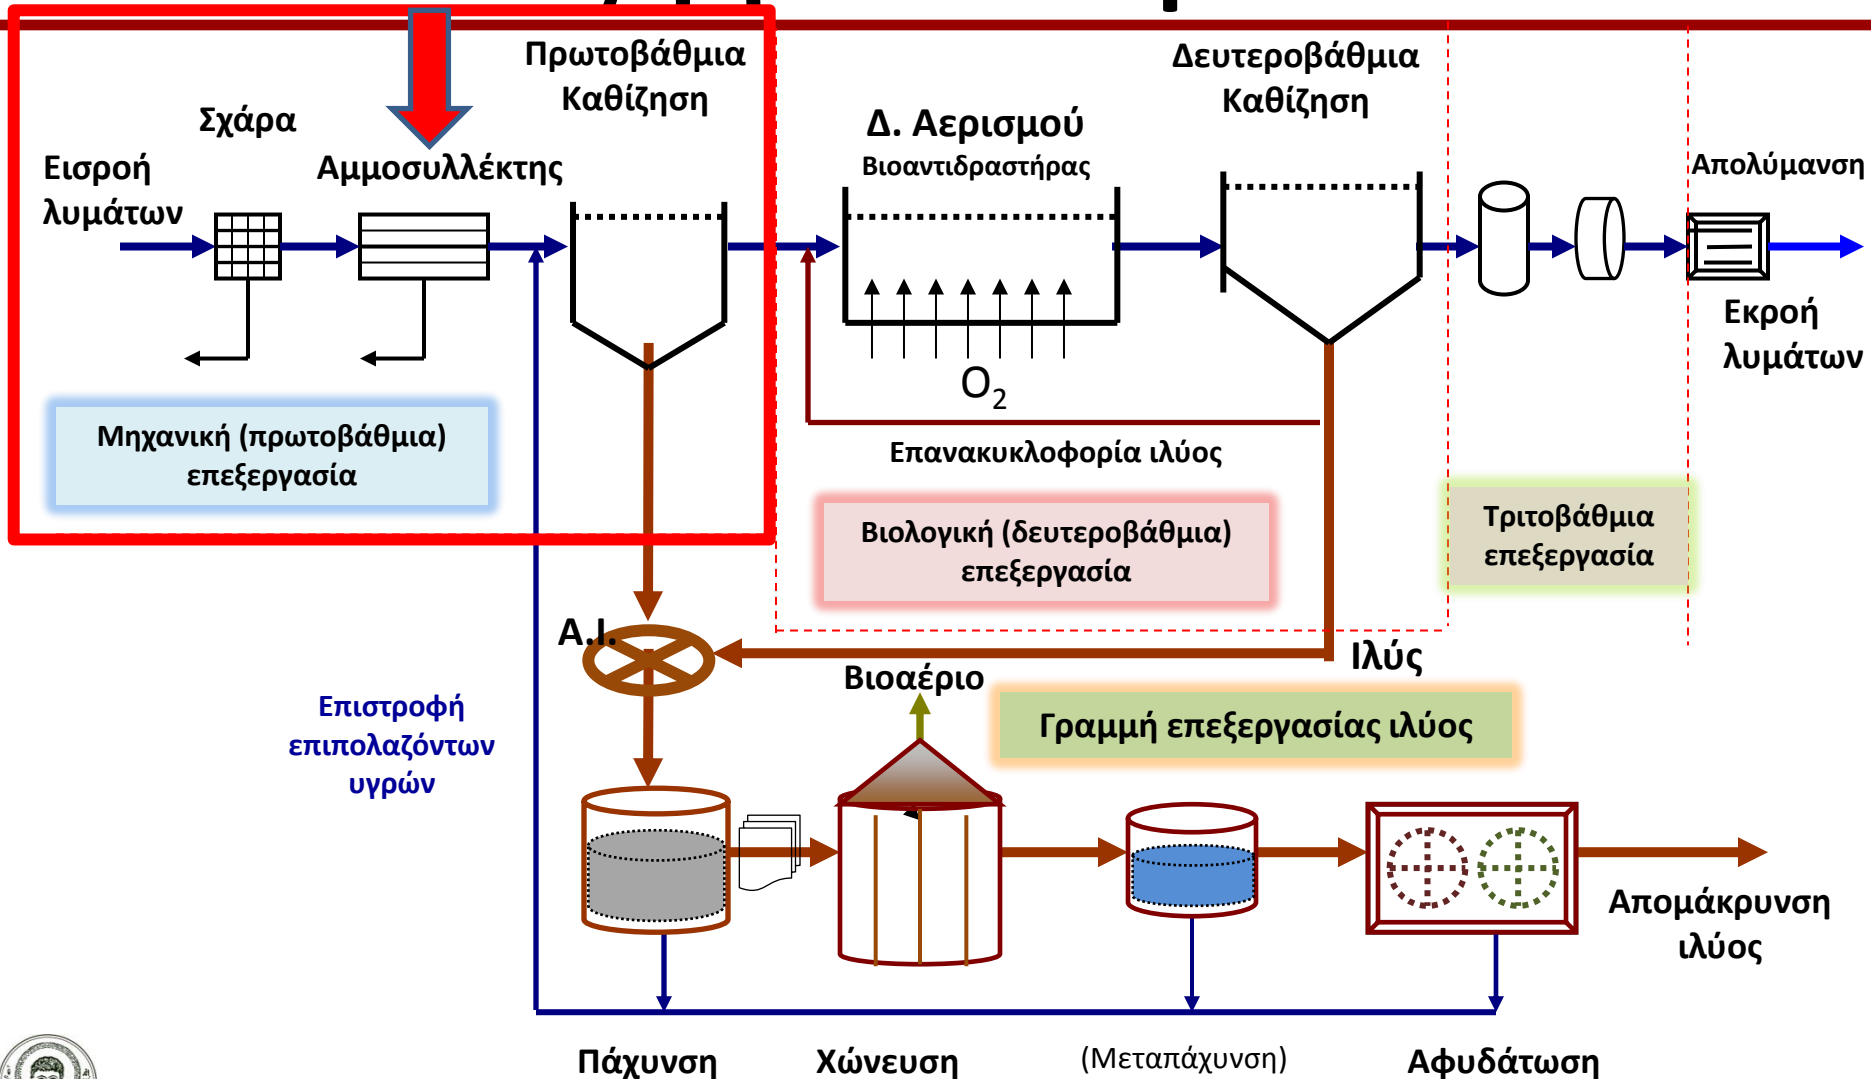 Πρωτοβάθμια
Καθίζηση
Δευτεροβάθμια
Καθίζηση
Σχάρα
Δ. Αερισμού
Βιοαντιδραστήρας
Εισροή
λυμάτων
Αμμοσυλλέκτης
Απολύμανση
Εκροή
λυμάτων
O2
Μηχανική (πρωτοβάθμια)
επεξεργασία
Επανακυκλοφορία ιλύος
Βιολογική (δευτεροβάθμια)
επεξεργασία
Τριτοβάθμια
επεξεργασία
Α.Ι.
Ιλύς
Βιοαέριο
Επιστροφή
επιπολαζόντων
υγρών
Γραμμή επεξεργασίας ιλύος
Απομάκρυνση
ιλύος
Πάχυνση
Χώνευση
(Μεταπάχυνση)
Αφυδάτωση